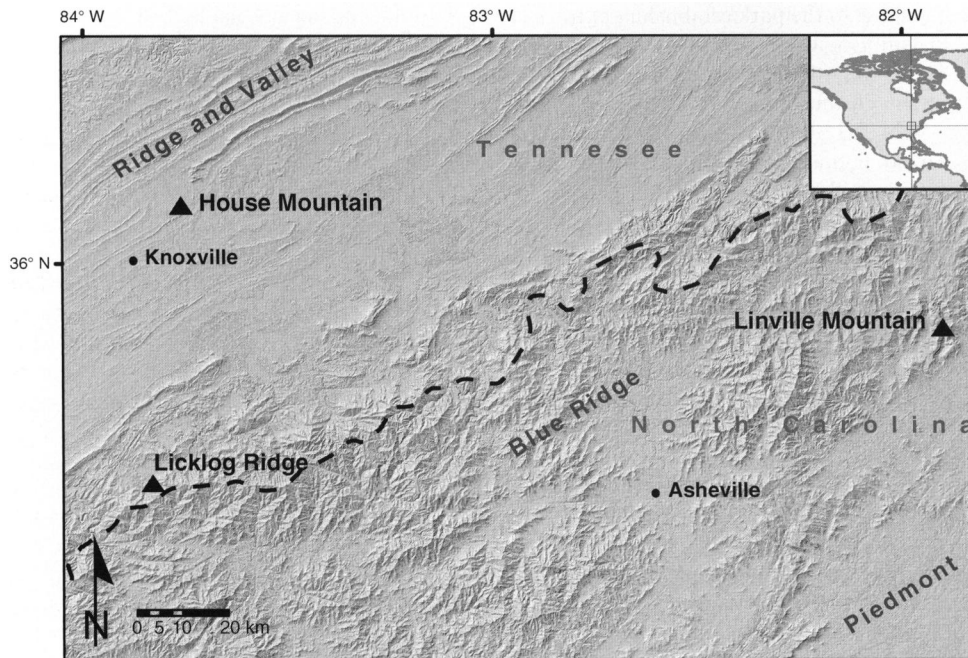 84° W
83° W
82° W
Ridge and Valley
Tennesee
House Mountain
Knoxville
36° N
Linville Mountain
Blue Ridge
North Carolina
Licklog Ridge
Asheville
Piedmont
N
0 5 10 20 km